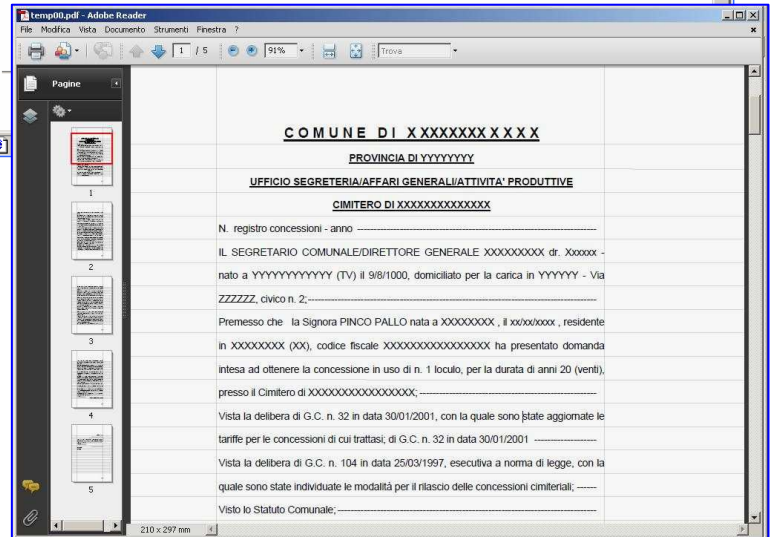 temp00.pdf - Adobe Reader
File Modifica Vista Documento Strumenti Finestra ?
1 / 5 91% Trova
Pagine
1
2
3
4
5
COMUNE DI XXXXXXXX XXXX
PROVINCIA DI YYYYYYYY
UFFICIO SEGRETERIA/AFFARI GENERALI/ATTIVITA' PRODUTTIVE
CIMITERO DI XXXXXXXXXXXXXX
N. registro concessioni - anno ----------
IL SEGRETARIO COMUNALE/DIRETTORE GENERALE XXXXXXXXX dr. Xxxxxx -
nato a YYYYYYYYYYYY (TV) il 9/8/1000, domiciliato per la carica in YYYYYY - Via
ZZZZZZ, civico n. 2;----------
Premesso che la Signora PINCO PALLO nata a XXXXXXXX , il xx/xx/xxxx , residente
in XXXXXXXX (XX), codice fiscale XXXXXXXXXXXXXXXX ha presentato domanda
intesa ad ottenere la concessione in uso di n. 1 loculo, per la durata di anni 20 (venti),
presso il Cimitero di XXXXXXXXXXXXXXXX; ----------
Vista la delibera di G.C. n. 32 in data 30/01/2001, con la quale sono state aggiornate le
tariffe per le concessioni di cui trattasi; di G.C. n. 32 in data 30/01/2001 ----------
Vista la delibera di G.C. n. 104 in data 25/03/1997, esecutiva a norma di legge, con la
quale sono state individuate le modalità per il rilascio delle concessioni cimiteriali; ------
Visto lo Statuto Comunale;----------
210 x 297 mm